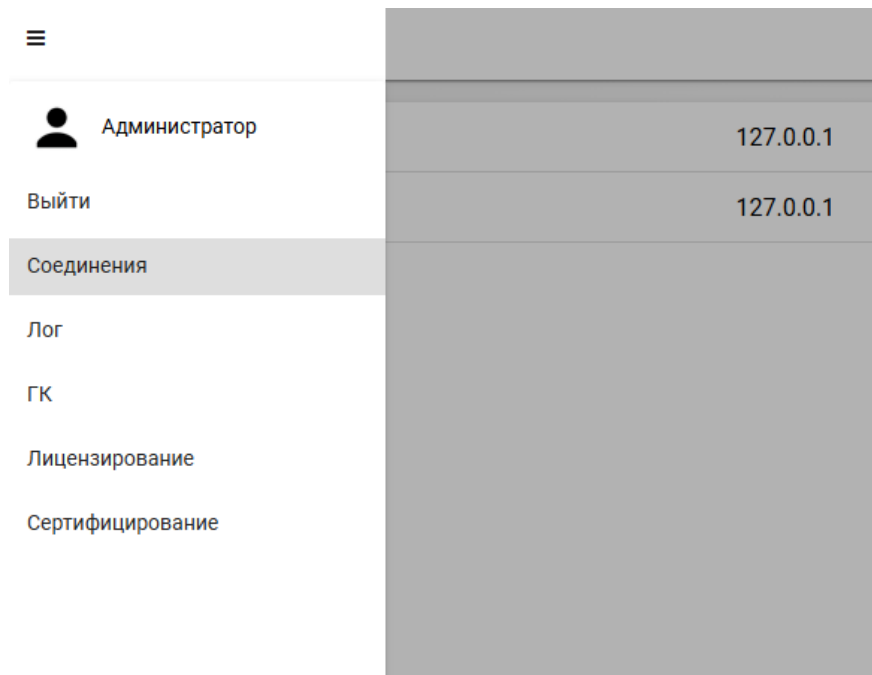 Администратор
127.0.0.1
Выйти
127.0.0.1
Соединения
Лог
ГК
Лицензирование
Сертифицирование